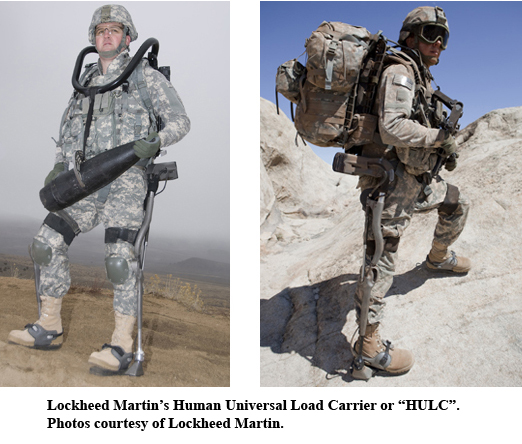 Lockheed Martin's Human Universal Load Carrier or “HULC”.
Photos courtesy of Lockheed Martin.